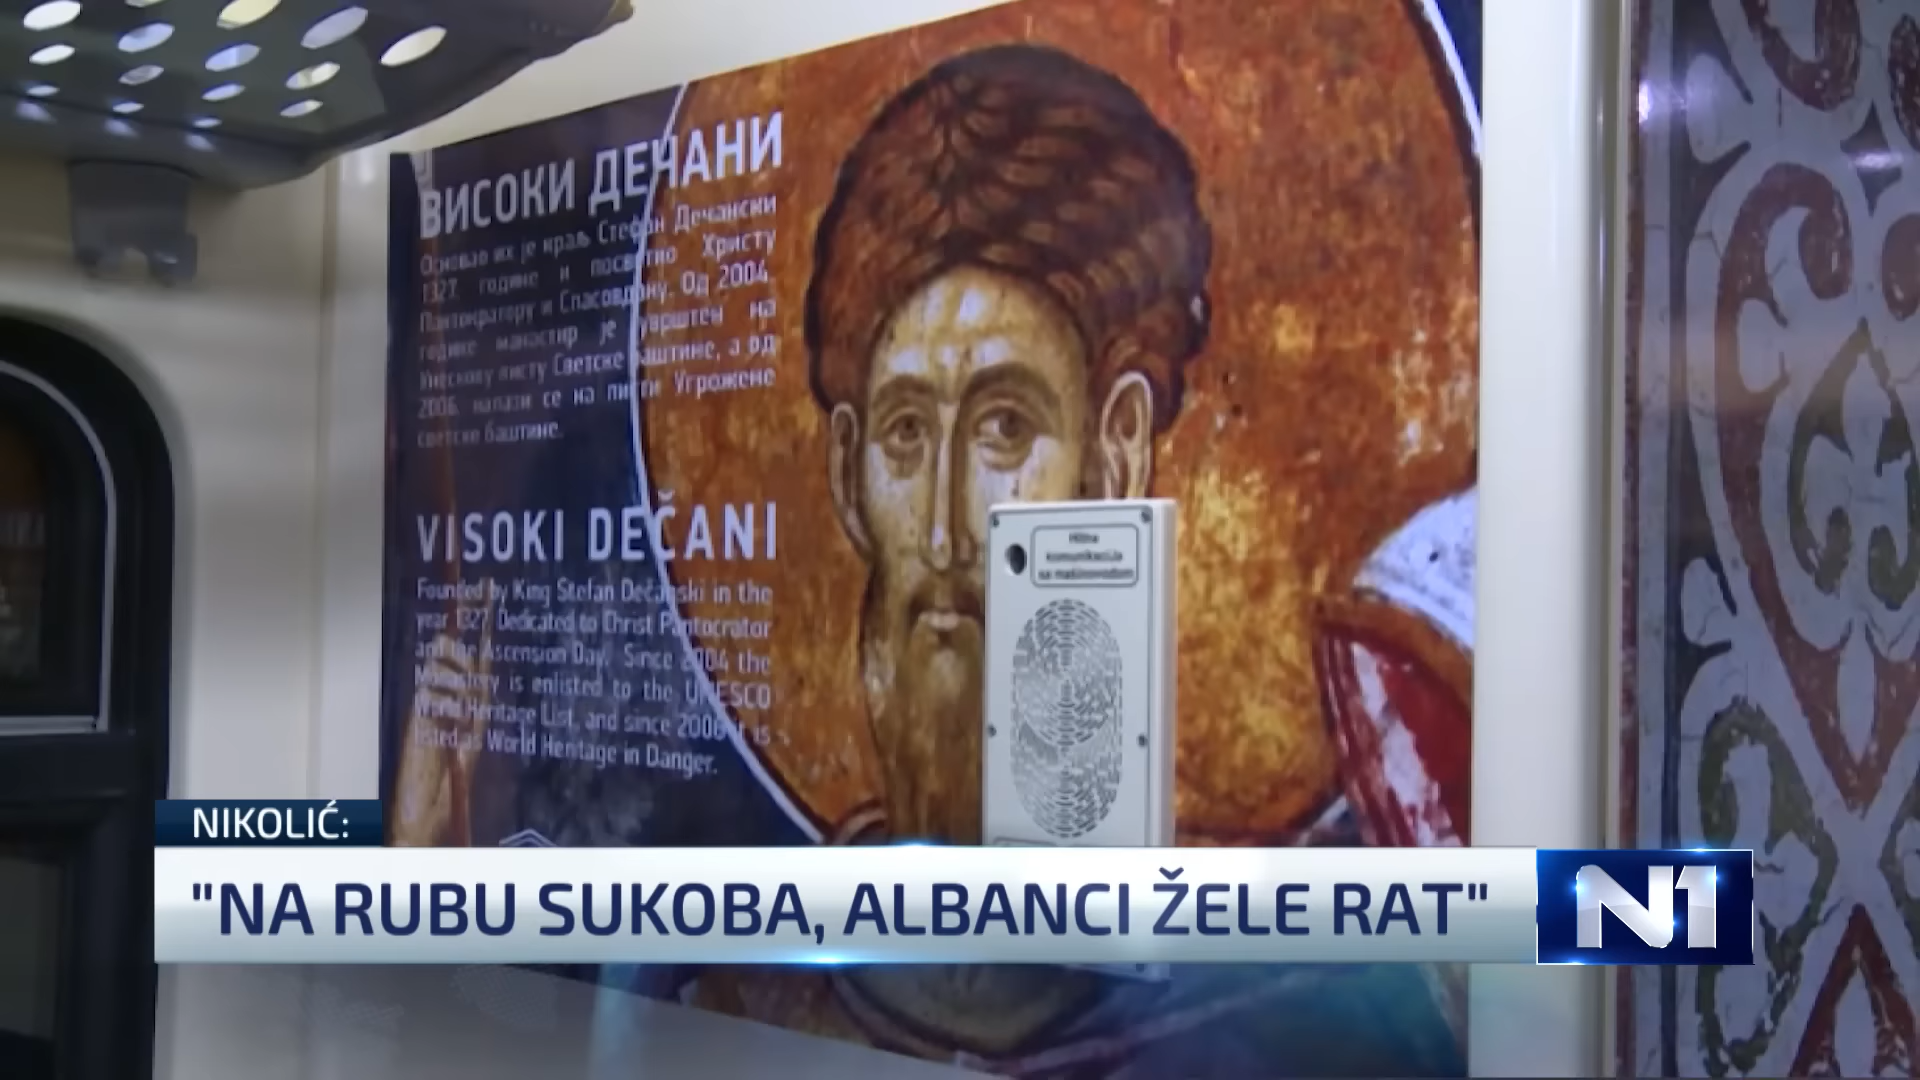 ВИСОКИ ДЕЧАНИ
Основао их је краљ Стефан Дечански
1327. године и посветио Христу
Пантократору и Спасовдану. Од 2004.
године манастир је уврштен на
Унескову листу Светске баштине, а од
2006. налази се на листи Угрожене
светске баштине.
VISOKI DEČANI
Founded by King Stefan Dečanski in the
year 1327. Dedicated to Christ Pantocrator
and the Ascension Day. Since 2004 the
Monastery is enlisted to the UNESCO
World Heritage List, and since 2006 it is
listed as World Heritage in Danger.
Hitna
komunikacija
sa mašinovođom
NIKOLIĆ:
"NA RUBU SUKOBA, ALBANCI ŽELE RAT"
N1